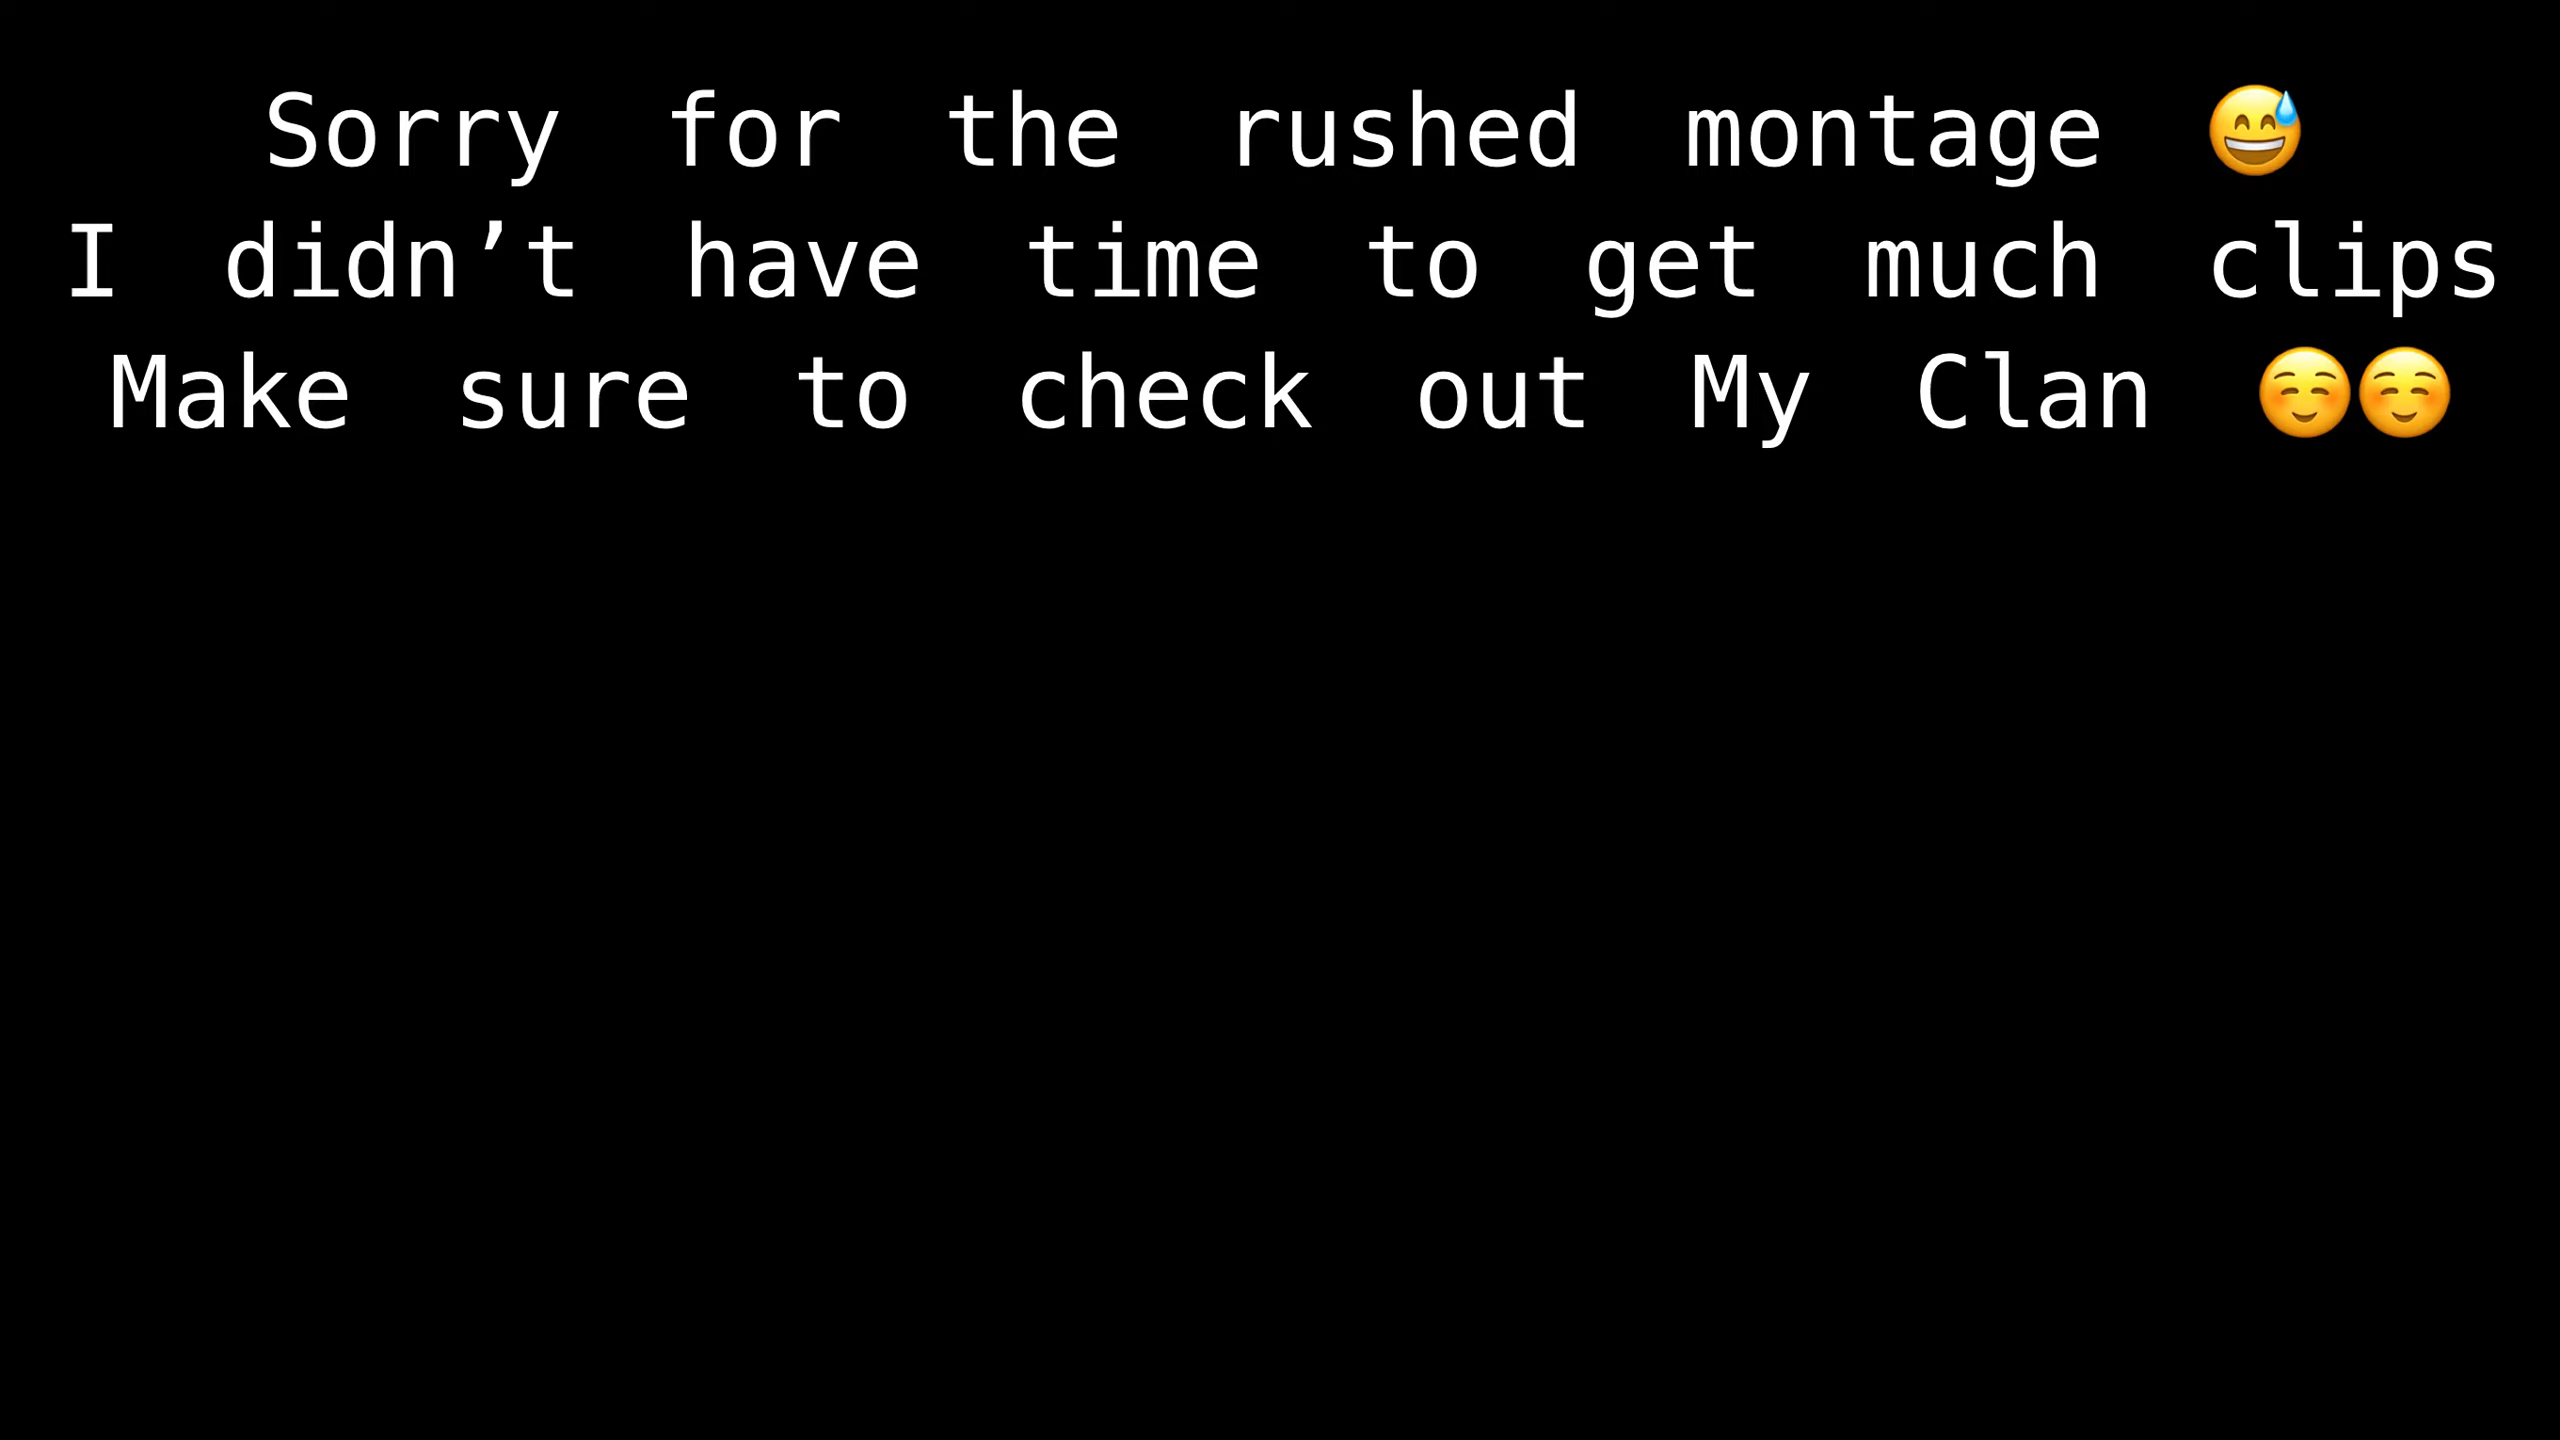 Sorry for the rushed montage 😅
I didn’t have time to get much clips
Make sure to check out My Clan ☺️☺️